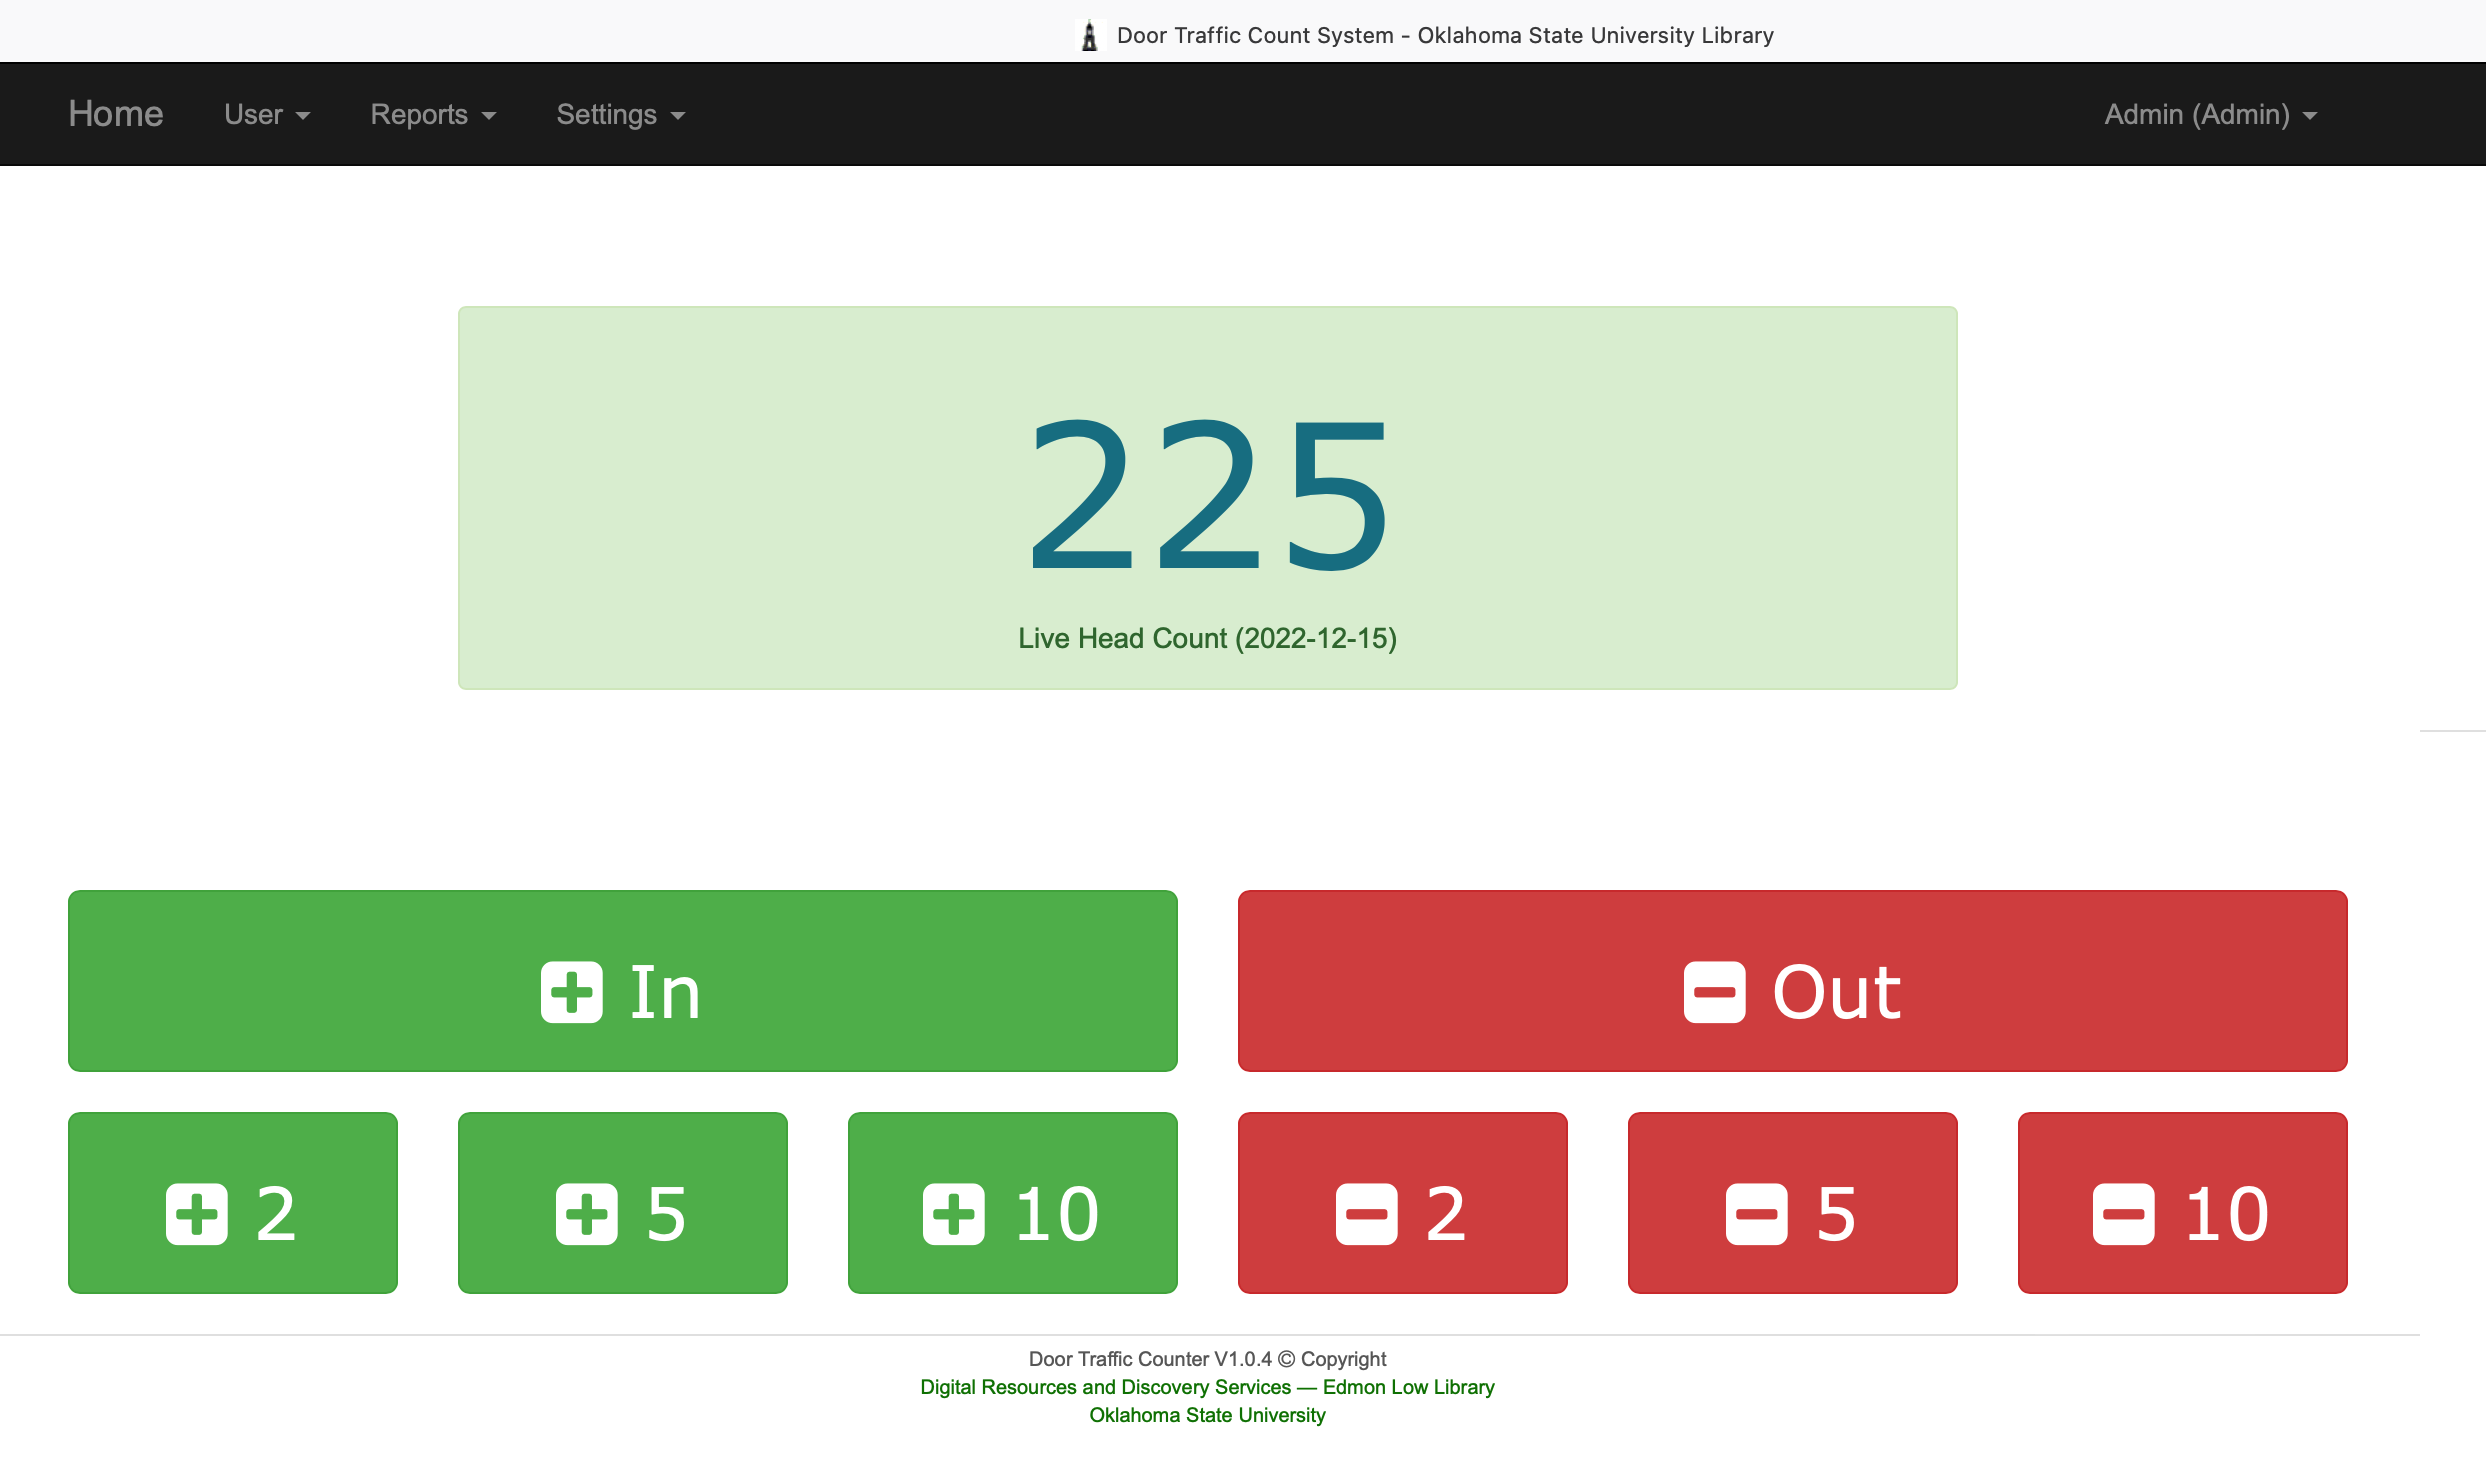 Door Traffic Count System - Oklahoma State University Library
Home User Reports Settings Admin (Admin)
225
Live Head Count (2022-12-15)
In Out
2 5 10 2 5 10
Door Traffic Counter V1.0.4 © Copyright
Digital Resources and Discovery Services — Edmon Low Library
Oklahoma State University